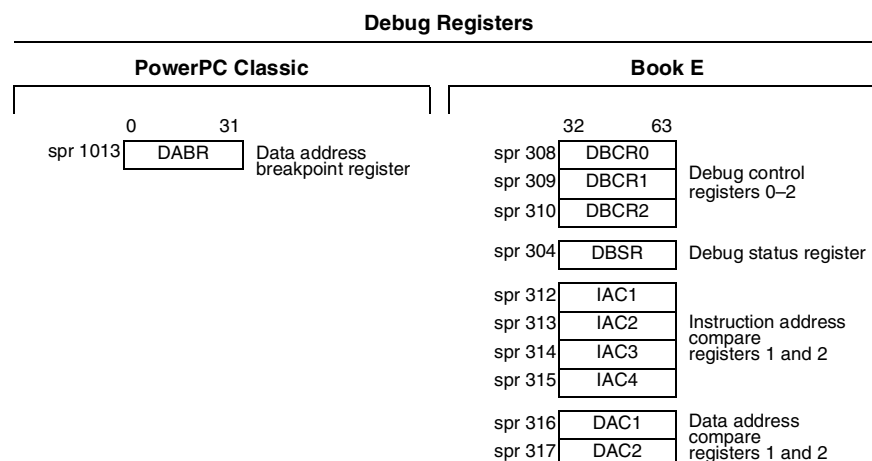 Debug Registers
PowerPC Classic
0 31
spr 1013 DABR Data address
breakpoint register
Book E
32 63
spr 308 DBCR0
spr 309 DBCR1
spr 310 DBCR2
Debug control
registers 0–2
spr 304 DBSR Debug status register
spr 312 IAC1
spr 313 IAC2
spr 314 IAC3
spr 315 IAC4
Instruction address
compare
registers 1 and 2
spr 316 DAC1
spr 317 DAC2
Data address
compare
registers 1 and 2